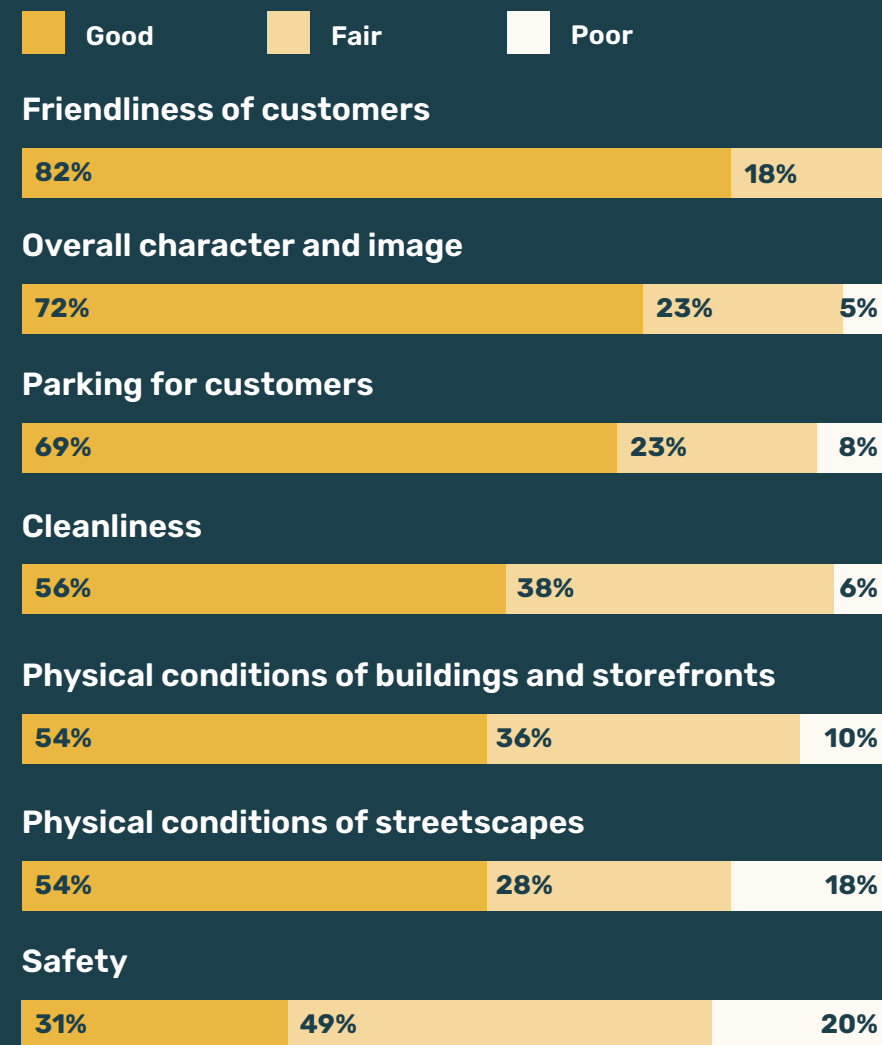 Good Fair Poor
Friendliness of customers
82% 18%
Overall character and image
72% 23% 5%
Parking for customers
69% 23% 8%
Cleanliness
56% 38% 6%
Physical conditions of buildings and storefronts
54% 36% 10%
Physical conditions of streetscapes
54% 28% 18%
Safety
31% 49% 20%